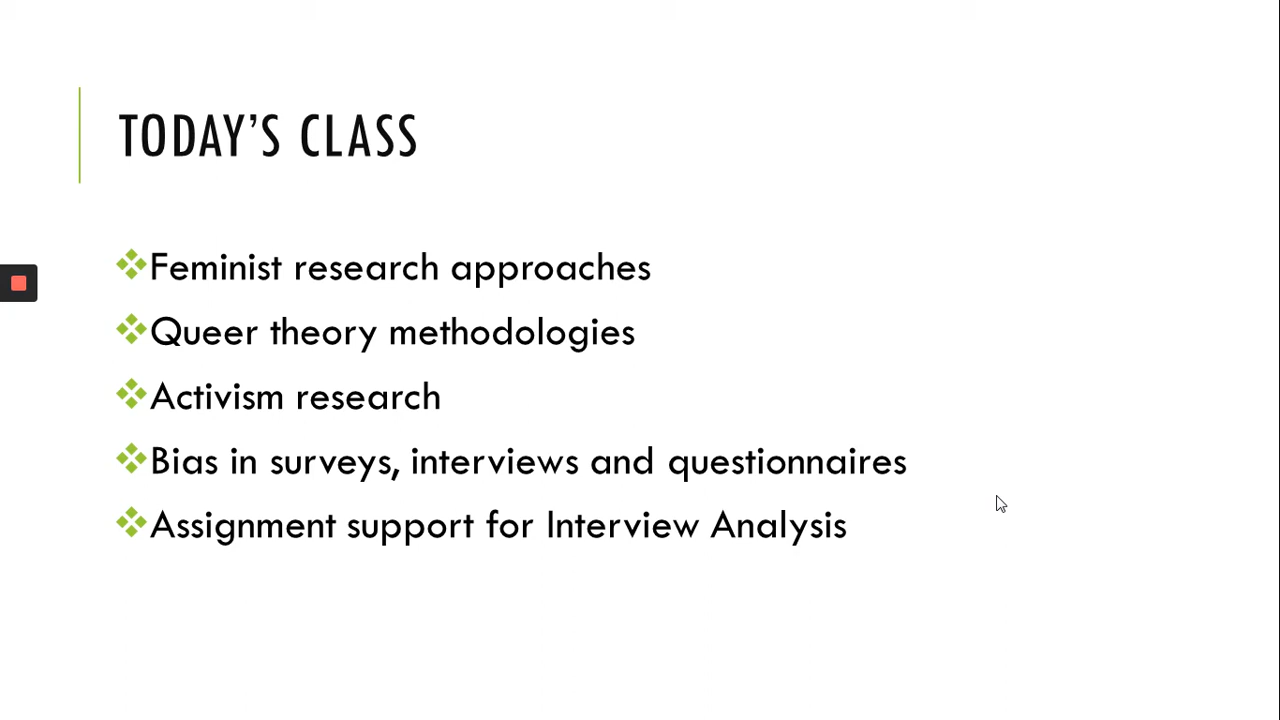 TODAY'S CLASS
Feminist research approaches
Queer theory methodologies
Activism research
Bias in surveys, interviews and questionnaires
Assignment support for Interview Analysis